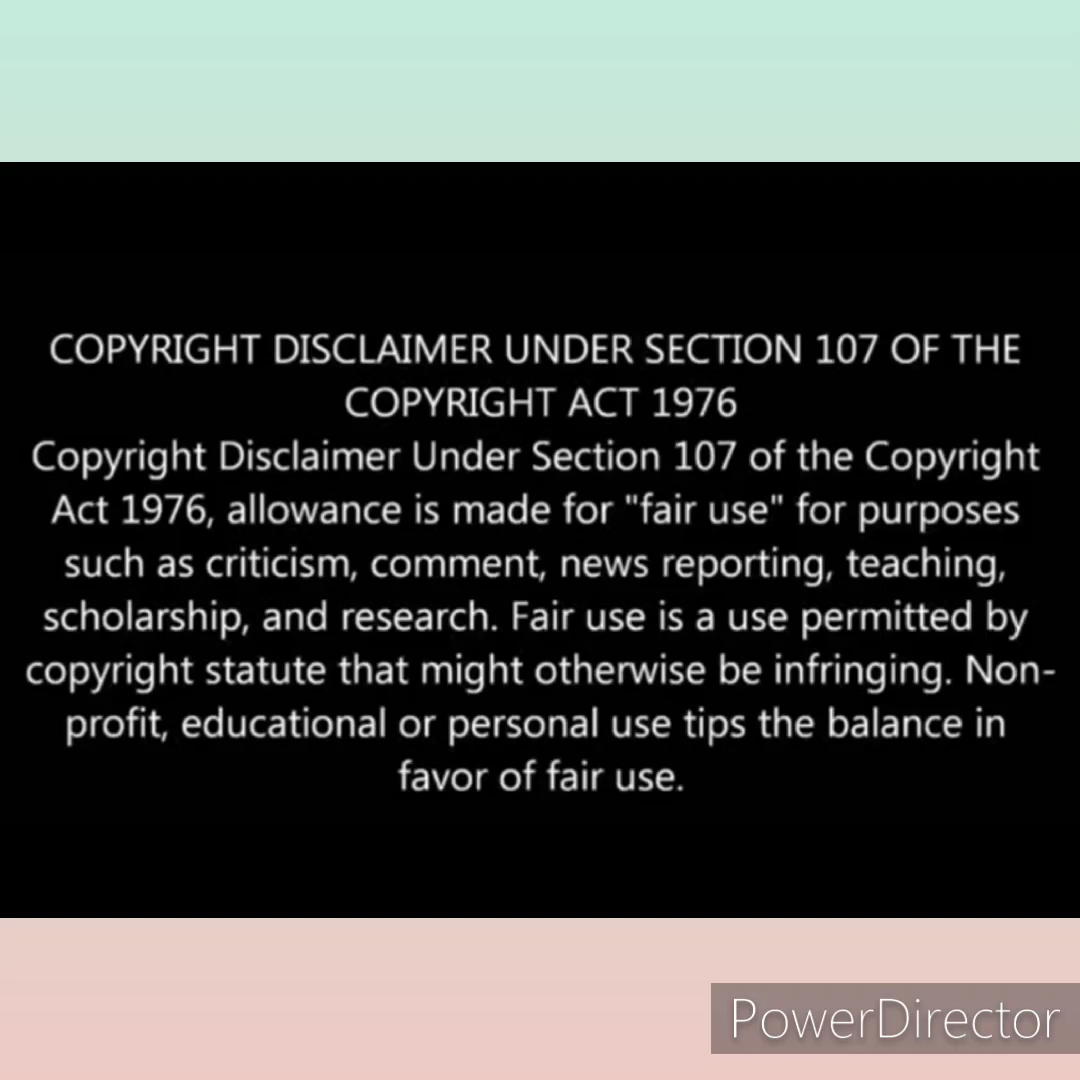 COPYRIGHT DISCLAIMER UNDER SECTION 107 OF THE
COPYRIGHT ACT 1976
Copyright Disclaimer Under Section 107 of the Copyright
Act 1976, allowance is made for "fair use" for purposes
such as criticism, comment, news reporting, teaching,
scholarship, and research. Fair use is a use permitted by
copyright statute that might otherwise be infringing. Non-
profit, educational or personal use tips the balance in
favor of fair use.
PowerDirector